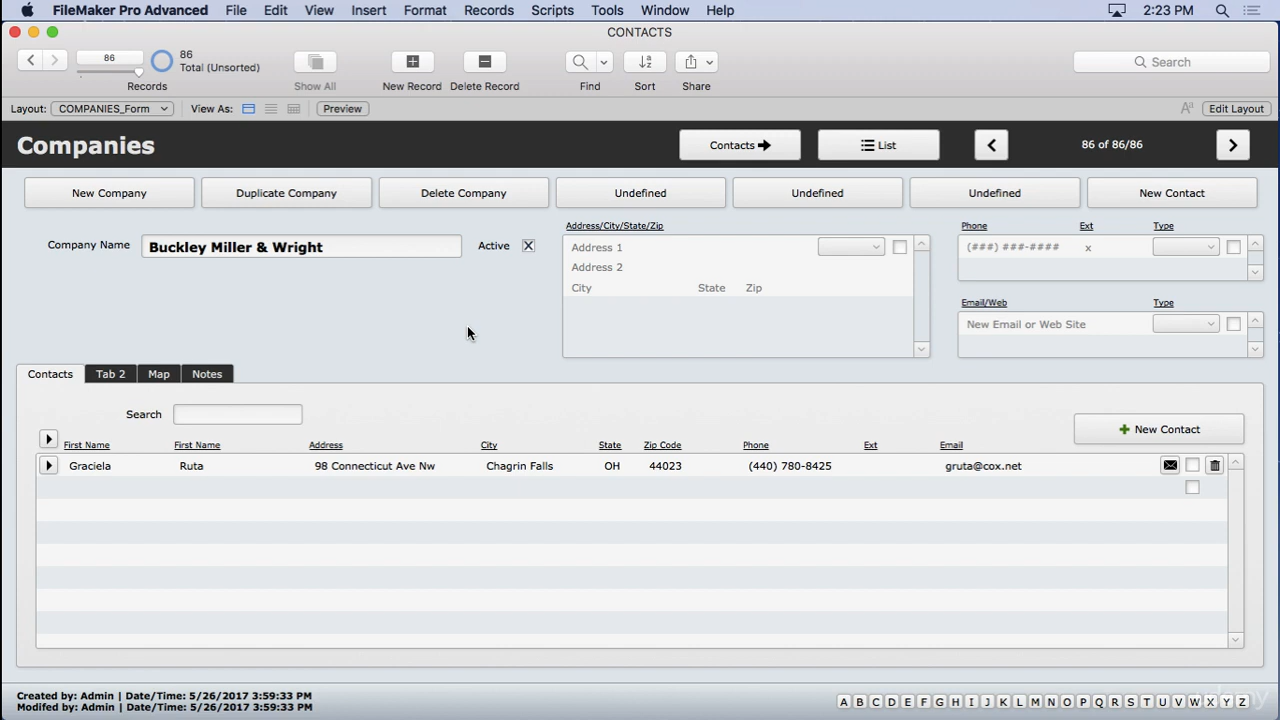 FileMaker Pro Advanced File Edit View Insert Format Records Scripts Tools Window Help 2:23 PM
CONTACTS
86 86
Total (Unsorted) Search
Records Show All New Record Delete Record Find Sort Share
Layout: COMPANIES_Form View As: Preview Aa Edit Layout
Companies Contacts List 86 of 86/86
New Company Duplicate Company Delete Company Undefined Undefined Undefined New Contact
Address/City/State/Zip Phone Ext Type
Company Name Buckley Miller & Wright Active X Address 1 (###) ###-#### x
Address 2
City State Zip
Email/Web Type
New Email or Web Site
Contacts Tab 2 Map Notes
Search
New Contact
First Name First Name Address City State Zip Code Phone Ext Email
Graciela Ruta 98 Connecticut Ave Nw Chagrin Falls OH 44023 (440) 780-8425 gruta@cox.net
Created by: Admin | Date/Time: 5/26/2017 3:59:33 PM
Modifed by: Admin | Date/Time: 5/26/2017 3:59:33 PM
A B C D E F G H I J K L M N O P Q R S T U V W X Y Z